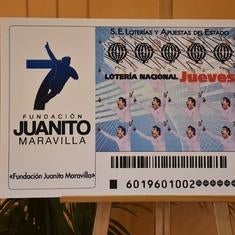 S.E. LOTERÍAS Y APUESTAS DEL ESTADO
LOTERÍA NACIONAL Jueves
7
FUNDACIÓN
JUANITO
MARAVILLA
«Fundación Juanito Maravilla»
6019601002